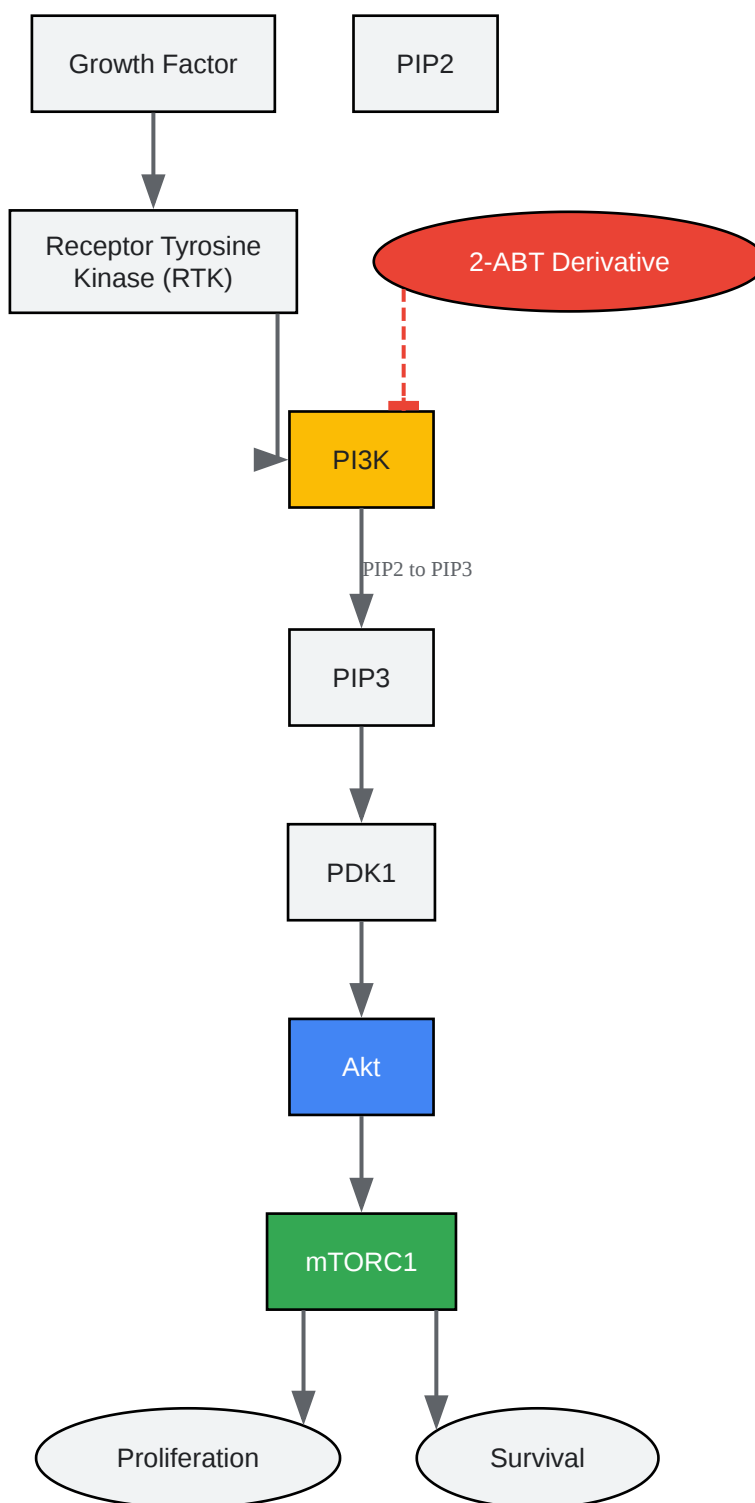 Growth Factor
PIP2
Receptor Tyrosine
Kinase (RTK)
2-ABT Derivative
PI3K
PIP2 to PIP3
PIP3
PDK1
Akt
mTORC1
Proliferation
Survival